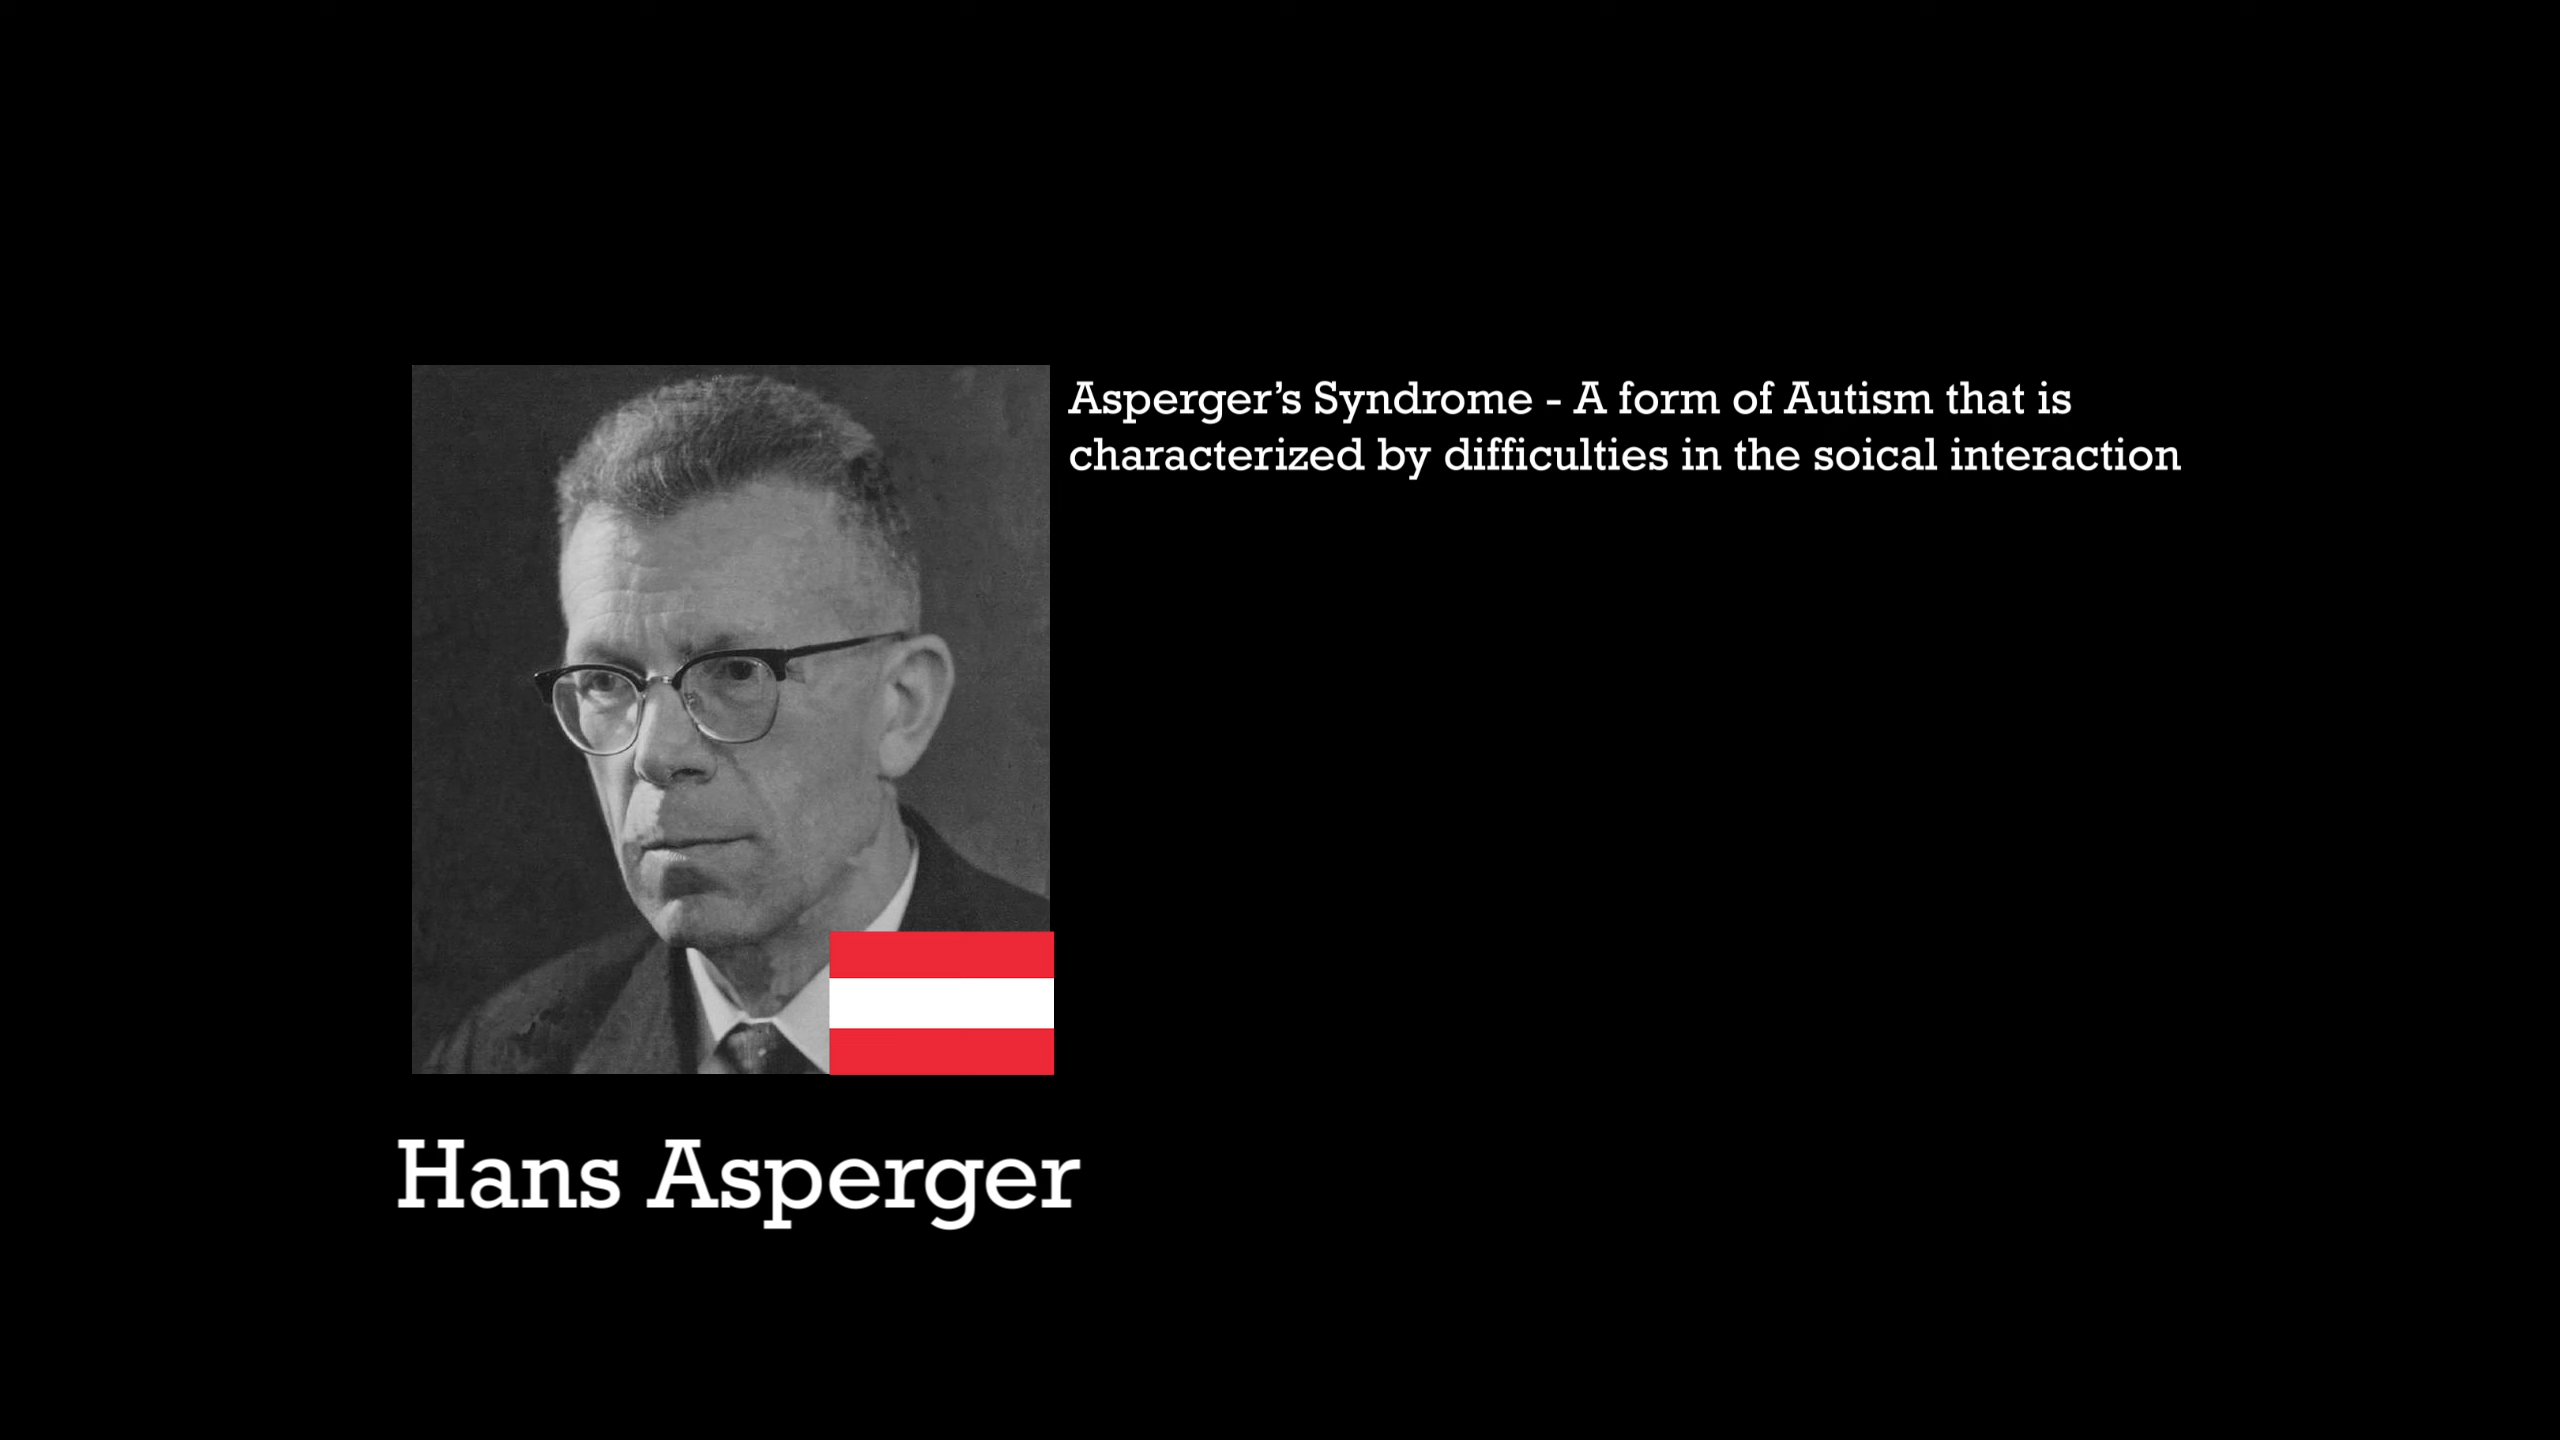 Asperger’s Syndrome - A form of Autism that is
characterized by difficulties in the soical interaction
Hans Asperger